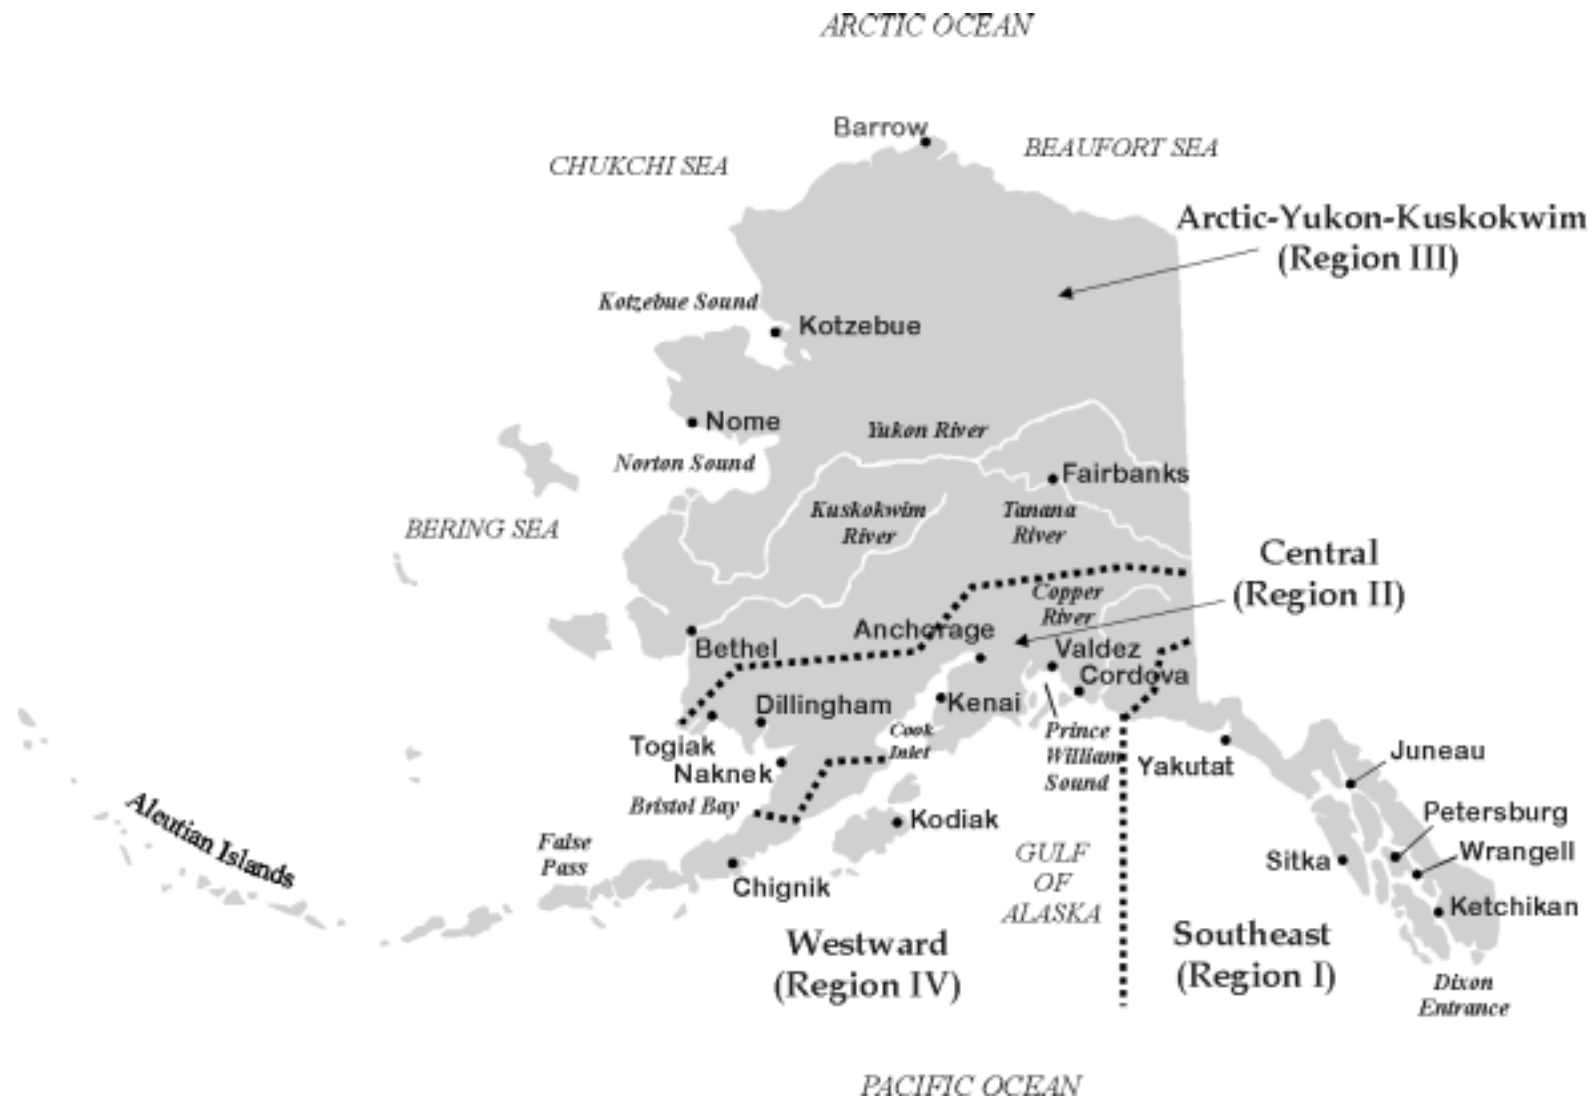 ARCTIC OCEAN
Barrow
BEAUFORT SEA
CHUKCHI SEA
Arctic-Yukon-Kuskokwim
(Region III)
Kotzebue Sound
Kotzebue
Nome
Yukon River
Norton Sound
Fairbanks
Kuskokwim
River
Tanana
River
BERING SEA
Central
(Region II)
Copper
River
Anchorage
Bethel
Valdez
Cordova
Dillingham
Kenai
Togiak
Cook
Inlet
Prince
William
Sound
Naknek
Yakutat
Juneau
Bristol Bay
Aleutian Islands
Kodiak
Petersburg
False
Pass
Sitka
Wrangell
GULF
OF
ALASKA
Chignik
Ketchikan
Westward
(Region IV)
Southeast
(Region I)
Dixon
Entrance
PACIFIC OCEAN